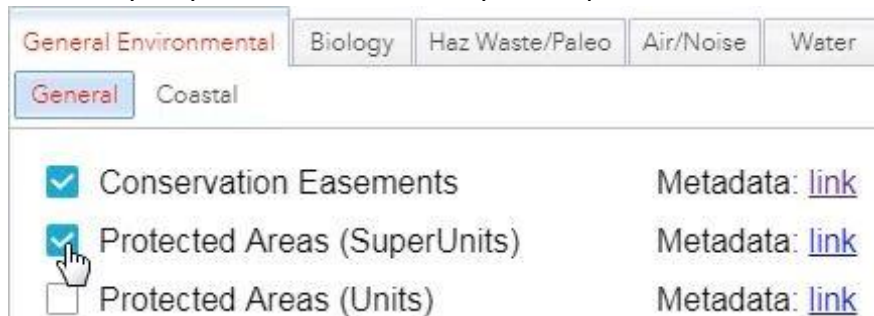 General Environmental Biology Haz Waste/Paleo Air/Noise Water
General Coastal
Conservation Easements Metadata: link
Protected Areas (SuperUnits) Metadata: link
Protected Areas (Units) Metadata: link